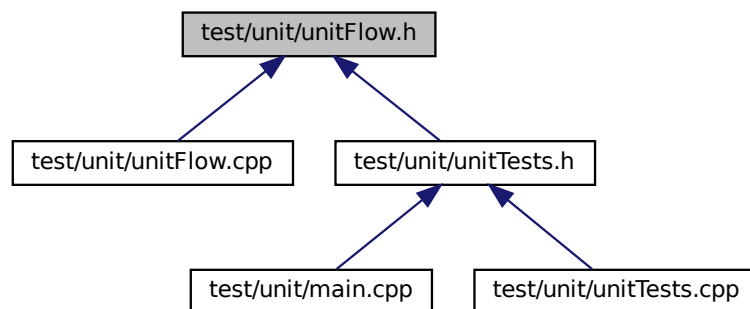 test/unit/unitFlow.h
test/unit/unitFlow.cpp
test/unit/unitTests.h
test/unit/main.cpp
test/unit/unitTests.cpp